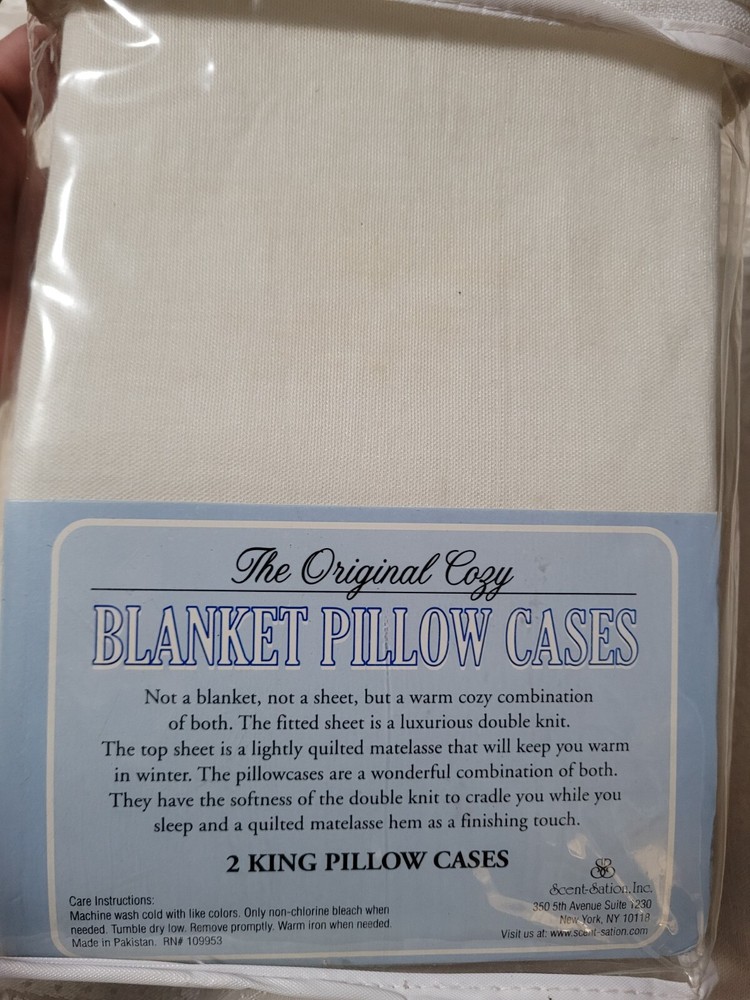 The Original Cozy
BLANKET PILLOW CASES
Not a blanket, not a sheet, but a warm cozy combination
of both. The fitted sheet is a luxurious double knit.
The top sheet is a lightly quilted matelasse that will keep you warm
in winter. The pillowcases are a wonderful combination of both.
They have the softness of the double knit to cradle you while you
sleep and a quilted matelasse hem as a finishing touch.
2 KING PILLOW CASES
Care Instructions:
Machine wash cold with like colors. Only non-chlorine bleach when
needed. Tumble dry low. Remove promptly. Warm iron when needed.
Made in Pakistan. RN# 109953
Scent-Sation, Inc.
350 5th Avenue Suite 1230
New York, NY 10118
Visit us at: www.scent-sation.com